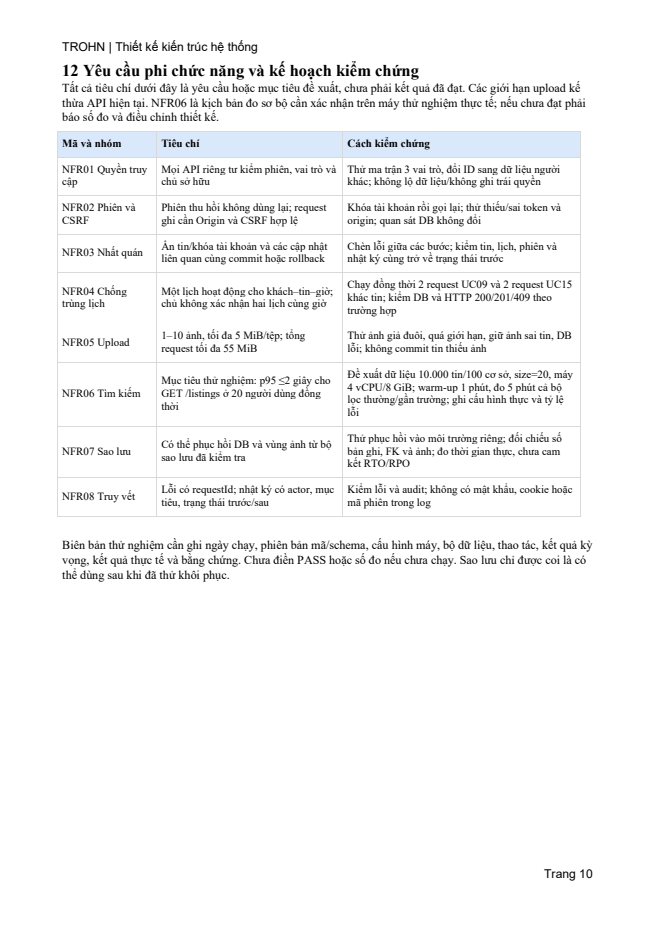 TROHN | Thiết kế kiến trúc hệ thống
12 Yêu cầu phi chức năng và kế hoạch kiểm chứng
Tất cả tiêu chí dưới đây là yêu cầu hoặc mục tiêu đề xuất, chưa phải kết quả đã đạt. Các giới hạn upload kế
thừa API hiện tại. NFR06 là kịch bản đo sơ bộ cần xác nhận trên máy thử nghiệm thực tế; nếu chưa đạt phải
báo số đo và điều chỉnh thiết kế.
Mã và nhóm
Tiêu chí
Cách kiểm chứng
NFR01 Quyền truy
cập
Mọi API riêng tư kiểm phiên, vai trò và
chủ sở hữu
Thử ma trận 3 vai trò, đổi ID sang dữ liệu người
khác; không lộ dữ liệu/không ghi trái quyền
NFR02 Phiên và
CSRF
Phiên thu hồi không dùng lại; request
ghi cần Origin và CSRF hợp lệ
Khóa tài khoản rồi gọi lại; thử thiếu/sai token và
origin; quan sát DB không đổi
NFR03 Nhất quán
Ẩn tin/khóa tài khoản và các cập nhật
liên quan cùng commit hoặc rollback
Chèn lỗi giữa các bước; kiểm tin, lịch, phiên và
nhật ký cùng trở về trạng thái trước
NFR04 Chống
trùng lịch
Một lịch hoạt động cho khách–tin–giờ;
chủ không xác nhận hai lịch cùng giờ
Chạy đồng thời 2 request UC09 và 2 request UC15
khác tin; kiểm DB và HTTP 200/201/409 theo
trường hợp
NFR05 Upload
1–10 ảnh, tối đa 5 MiB/tệp; tổng
request tối đa 55 MiB
Thử ảnh giả đuôi, quá giới hạn, giữ ảnh sai tin, DB
lỗi; không commit tin thiếu ảnh
NFR06 Tìm kiếm
Mục tiêu thử nghiệm: p95 ≤2 giây cho
GET /listings ở 20 người dùng đồng
thời
Đề xuất dữ liệu 10.000 tin/100 cơ sở, size=20, máy
4 vCPU/8 GiB; warm-up 1 phút, đo 5 phút cả bộ
lọc thường/gần trường; ghi cấu hình thực và tỷ lệ
lỗi
NFR07 Sao lưu
Có thể phục hồi DB và vùng ảnh từ bộ
sao lưu đã kiểm tra
Thử phục hồi vào môi trường riêng; đối chiếu số
bản ghi, FK và ảnh; đo thời gian thực, chưa cam
kết RTO/RPO
NFR08 Truy vết
Lỗi có requestId; nhật ký có actor, mục
tiêu, trạng thái trước/sau
Kiểm lỗi và audit; không có mật khẩu, cookie hoặc
mã phiên trong log
Biên bản thử nghiệm cần ghi ngày chạy, phiên bản mã/schema, cấu hình máy, bộ dữ liệu, thao tác, kết quả kỳ
vọng, kết quả thực tế và bằng chứng. Chưa điền PASS hoặc số đo nếu chưa chạy. Sao lưu chỉ được coi là có
thể dùng sau khi đã thử khôi phục.
Trang 10